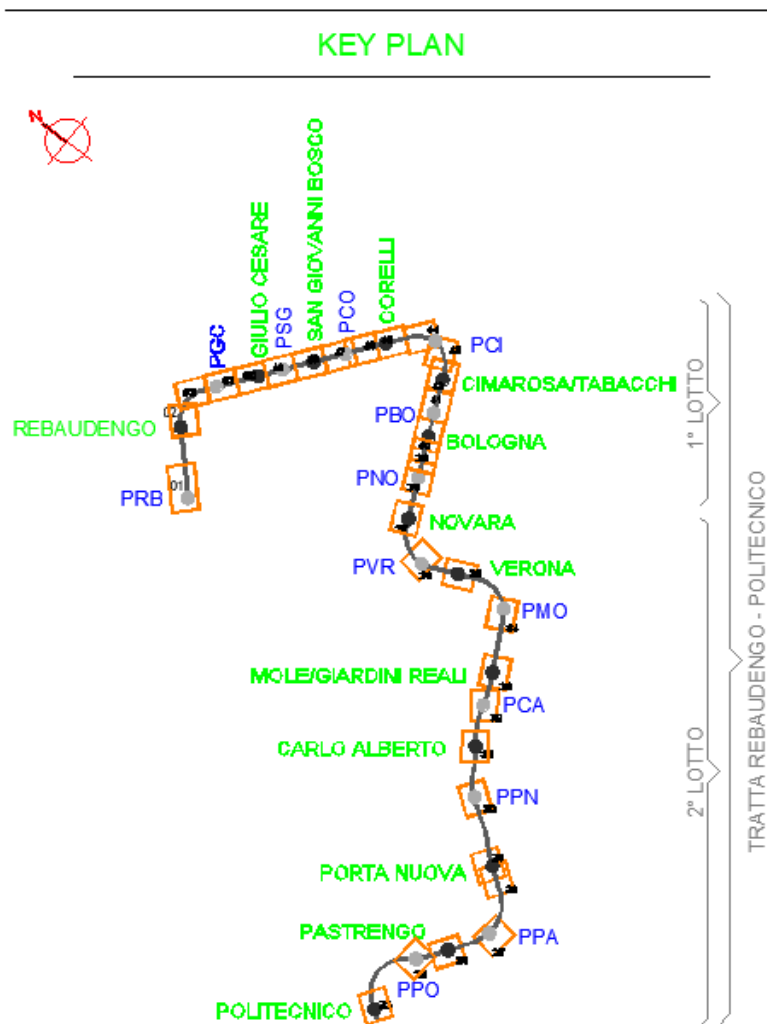 KEY PLAN
N
SAN GIOVANNI BOSCO
GIULIO CESARE
CORELLI
PCO
PSG
PGC
PCI
CIMAROSA/TABACCHI
1° LOTTO
02
PBO
REBAUDENGO
BOLOGNA
PNO
01
PRB
NOVARA
PVR
VERONA
PMO
TRATTA REBAUDENGO - POLITECNICO
MOLE/GIARDINI REALI
PCA
CARLO ALBERTO
2° LOTTO
PPN
PORTA NUOVA
PASTRENGO
PPA
PPO
POLITECNICO